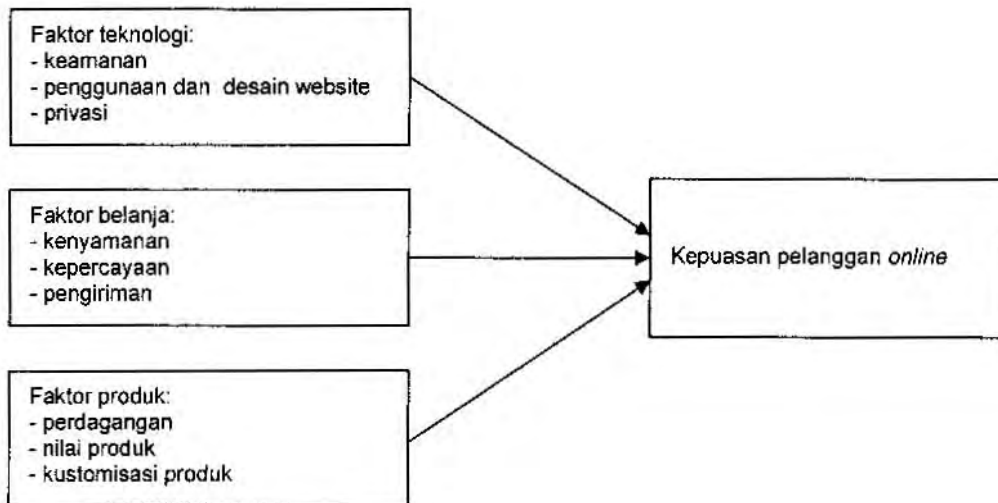 Faktor teknologi:
- keamanan
- penggunaan dan desain website
- privasi
Faktor belanja:
- kenyamanan
- kepercayaan
- pengiriman
Kepuasan pelanggan online
Faktor produk:
- perdagangan
- nilai produk
- kustomisasi produk